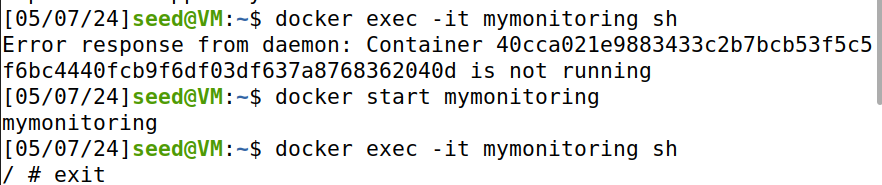 [05/07/24]seed@VM:~$ docker exec -it mymonitoring sh
Error response from daemon: Container 40cca021e9883433c2b7bcb53f5c5
f6bc4440fcb9f6df03df637a8768362040d is not running
[05/07/24]seed@VM:~$ docker start mymonitoring
mymonitoring
[05/07/24]seed@VM:~$ docker exec -it mymonitoring sh
/ # exit